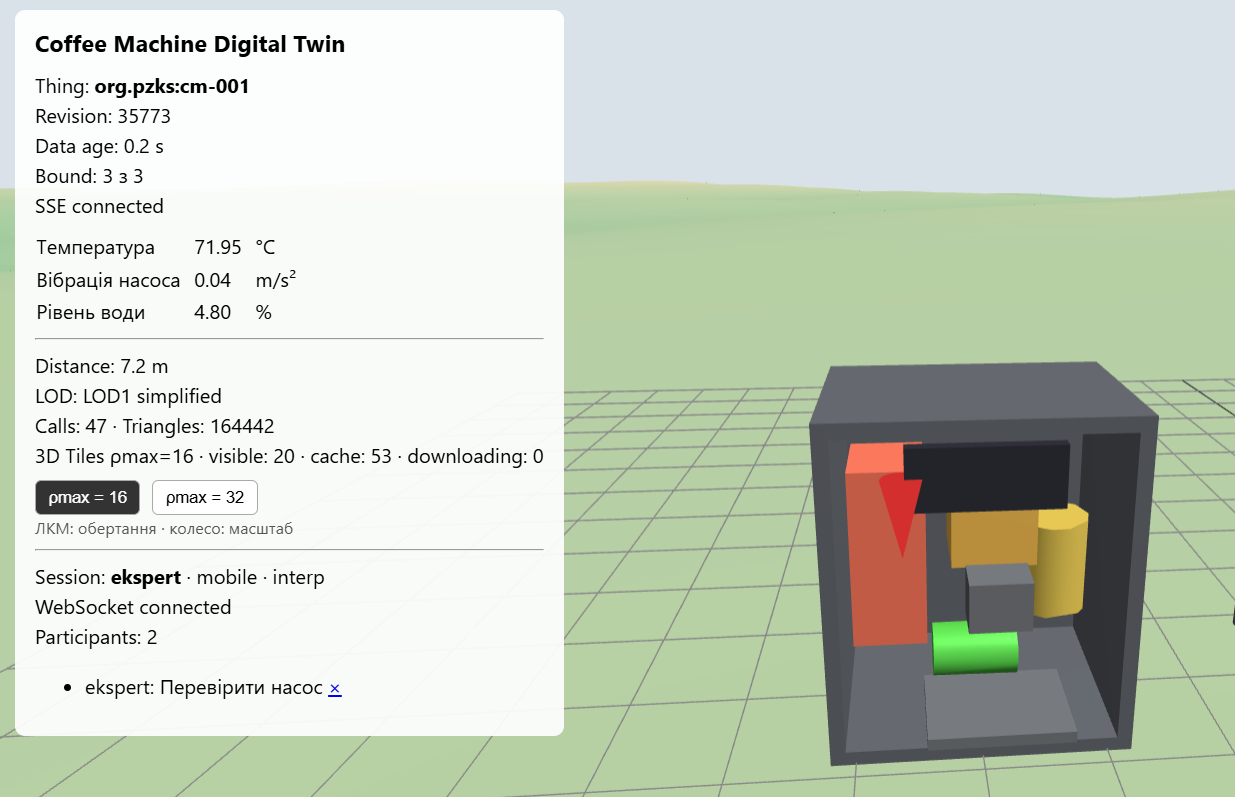 Coffee Machine Digital Twin
Thing: org.pzks:cm-001
Revision: 35773
Data age: 0.2 s
Bound: 3 з 3
SSE connected
Температура 71.95 °C
Вібрація насоса 0.04 m/s²
Рівень води 4.80 %
Distance: 7.2 m
LOD: LOD1 simplified
Calls: 47 · Triangles: 164442
3D Tiles ρmax=16 · visible: 20 · cache: 53 · downloading: 0
ρmax = 16 ρmax = 32
ЛКМ: обертання · колесо: масштаб
Session: ekspert · mobile · interp
WebSocket connected
Participants: 2
• ekspert: Перевірити насос ×